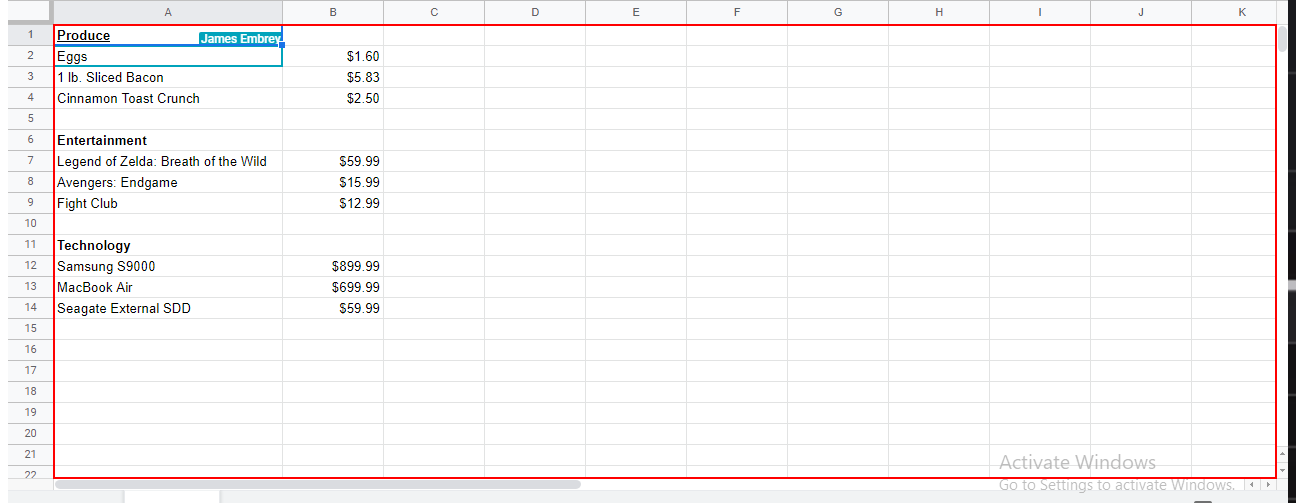 A B C D E F G H I J K
1 Produce James Embrey
2 Eggs $1.60
3 1 lb. Sliced Bacon $5.83
4 Cinnamon Toast Crunch $2.50
5
6 Entertainment
7 Legend of Zelda: Breath of the Wild $59.99
8 Avengers: Endgame $15.99
9 Fight Club $12.99
10
11 Technology
12 Samsung S9000 $899.99
13 MacBook Air $699.99
14 Seagate External SDD $59.99
15
16
17
18
19
20
21
Activate Windows
22
Go to Settings to activate Windows.